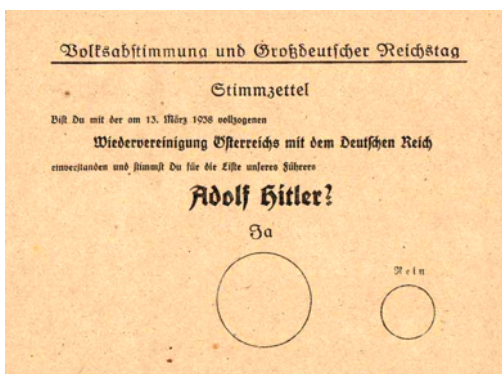 Volksabstimmung und Großdeutscher Reichstag
Stimmzettel
Bist Du mit der am 13. März 1938 vollzogenen
Wiedervereinigung Österreichs mit dem Deutschen Reich
einverstanden und stimmst Du für die Liste unseres Führers
Adolf Hitler?
Ja
Nein